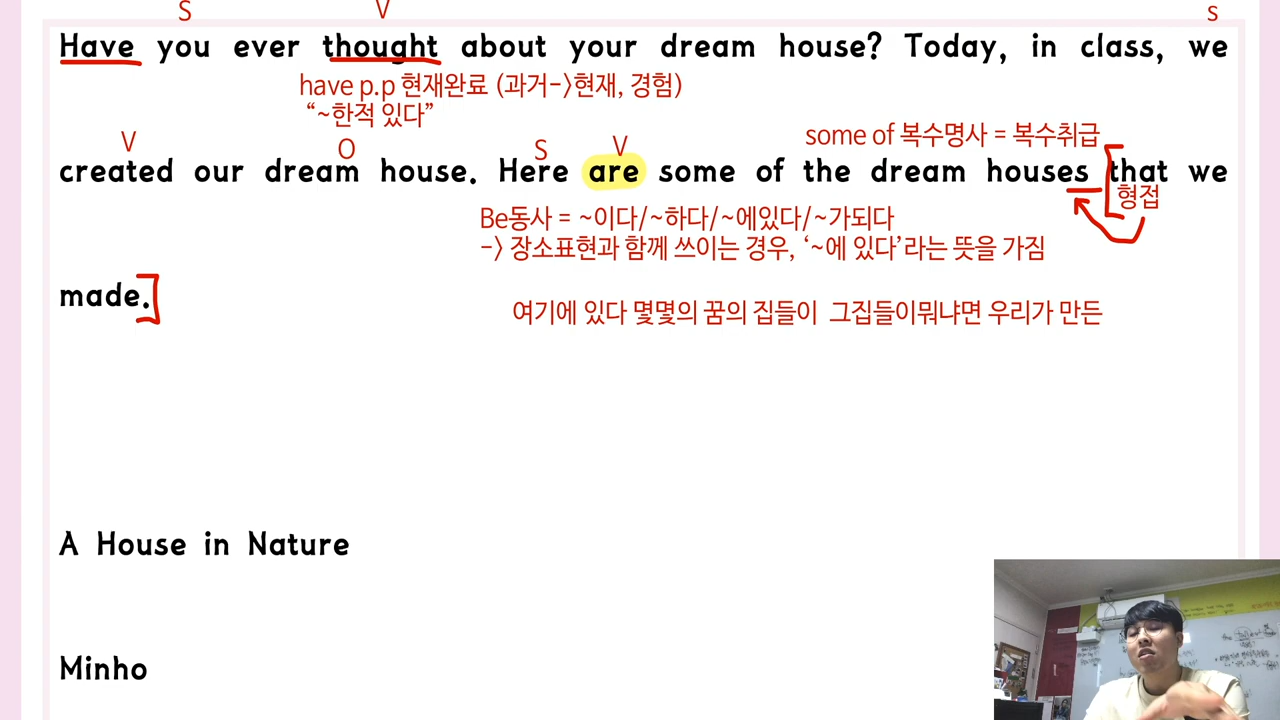 S V s
Have you ever thought about your dream house? Today, in class, we
have p.p 현재완료 (과거->현재, 경험)
“~한적 있다”
V O S V some of 복수명사 = 복수취급
created our dream house. Here are some of the dream houses that we
형접
Be동사 = ~이다/~하다/~에있다/~가되다
-> 장소표현과 함께 쓰이는 경우, ‘~에 있다’라는 뜻을 가짐
made.
여기에 있다 몇몇의 꿈의 집들이 그집들이뭐냐면 우리가 만든
A House in Nature
Minho